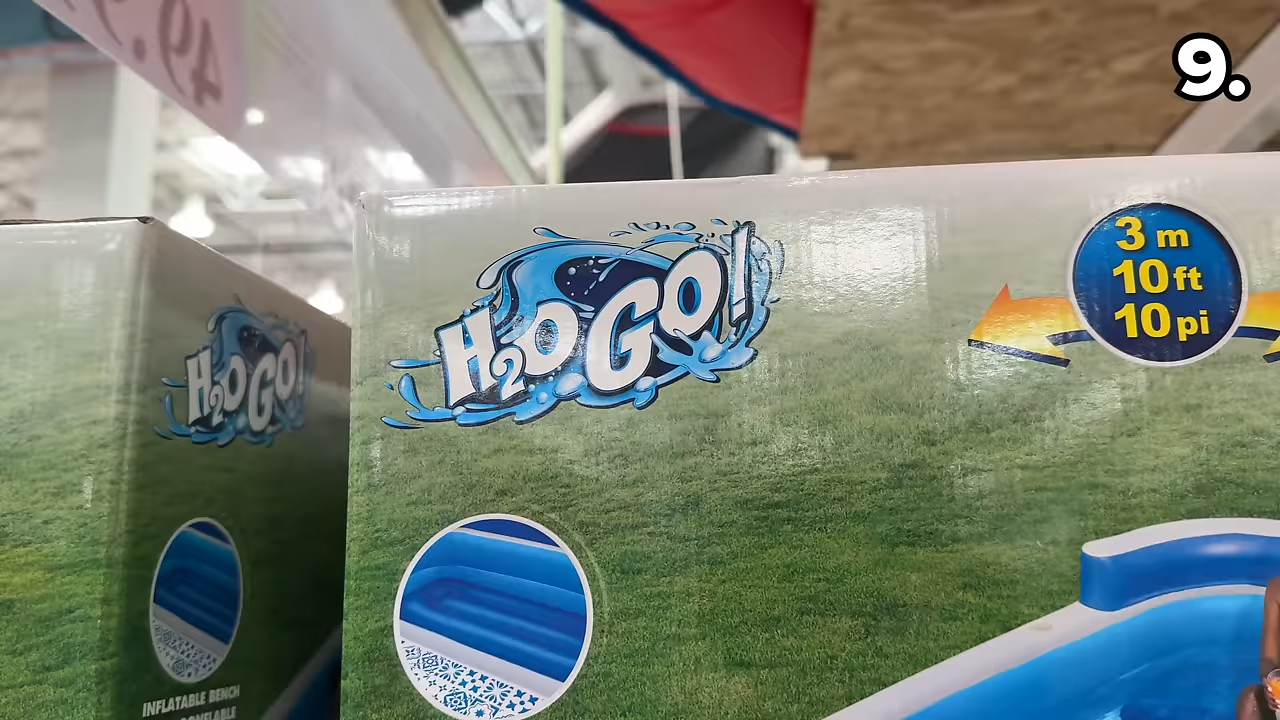 9.
H2OGO!
3 m
10 ft
10 pi
H2OGO!
INFLATABLE BENCH